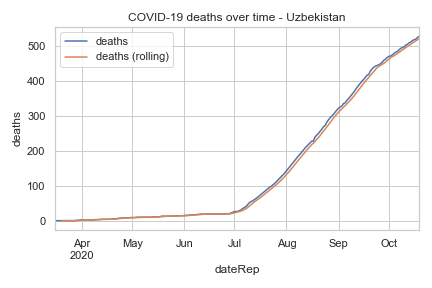 COVID-19 deaths over time - Uzbekistan
deaths
deaths (rolling)
500
400
300
200
100
0
deaths
Apr May Jun Jul Aug Sep Oct
2020
dateRep